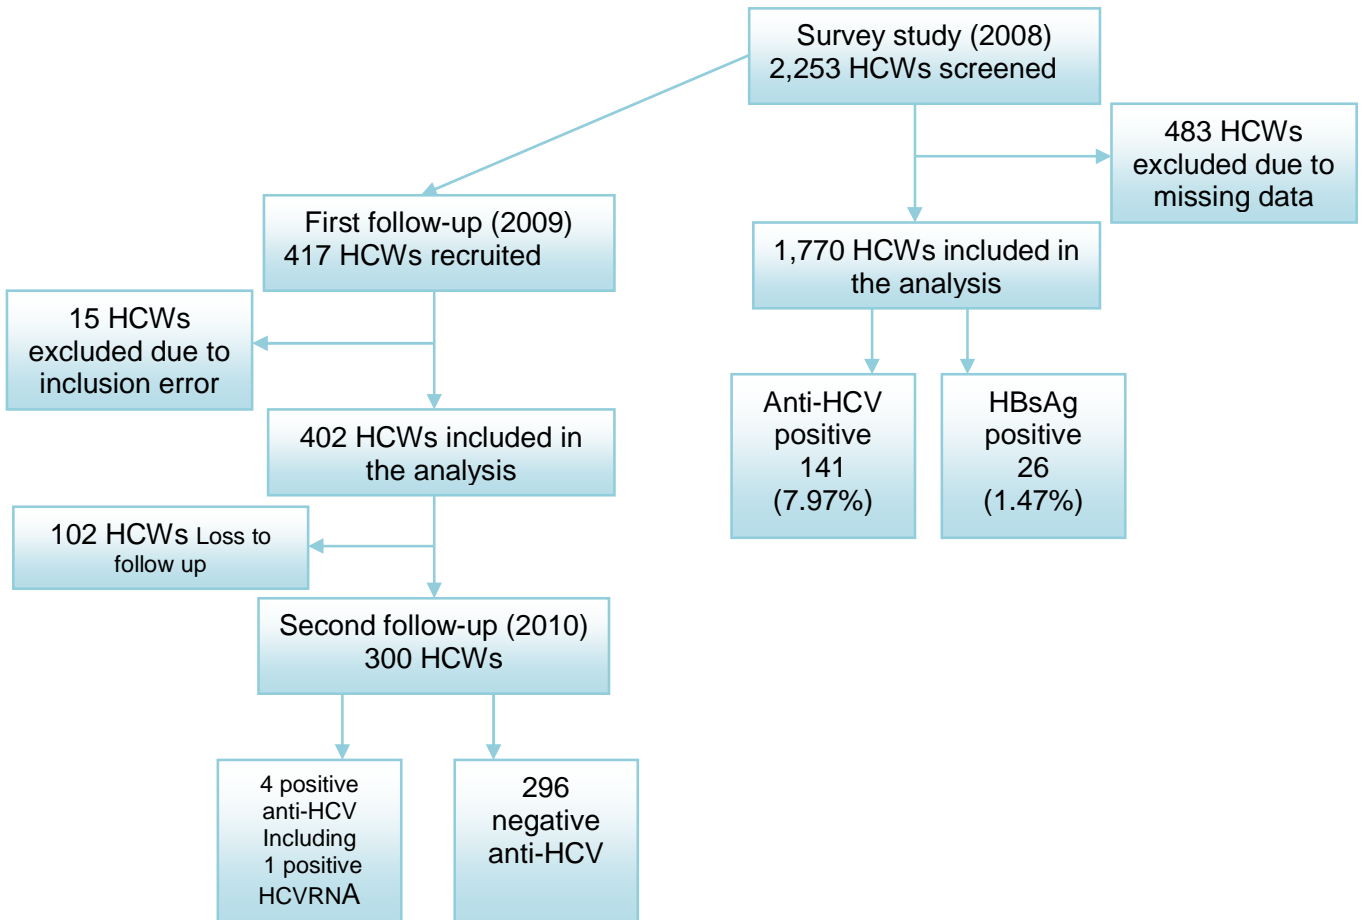 Survey study (2008)
2,253 HCWs screened
483 HCWs
excluded due to
missing data
First follow-up (2009)
417 HCWs recruited
1,770 HCWs included in
the analysis
15 HCWs
excluded due to
inclusion error
Anti-HCV
positive
141
(7.97%)
HBsAg
positive
26
(1.47%)
402 HCWs included in
the analysis
102 HCWs Loss to
follow up
Second follow-up (2010)
300 HCWs
4 positive
anti-HCV
Including
1 positive
HCVRNA
296
negative
anti-HCV